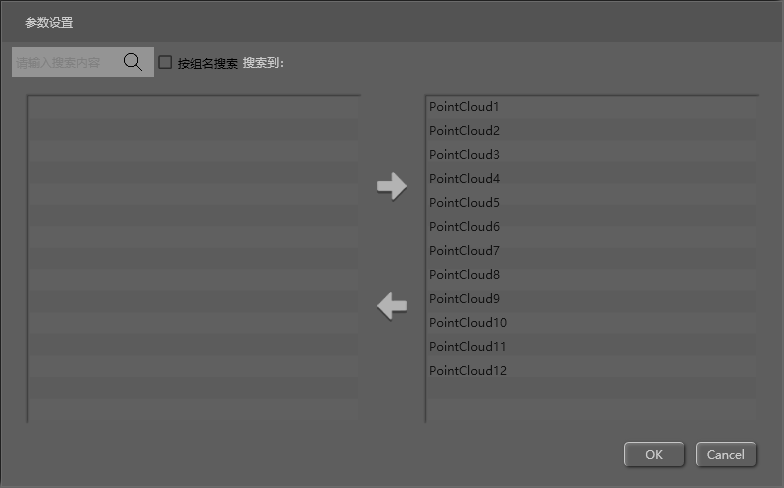 参数设置
请输入搜索内容 按组名搜索 搜索到：
PointCloud1
PointCloud2
PointCloud3
PointCloud4
PointCloud5
PointCloud6
PointCloud7
PointCloud8
PointCloud9
PointCloud10
PointCloud11
PointCloud12
OK Cancel